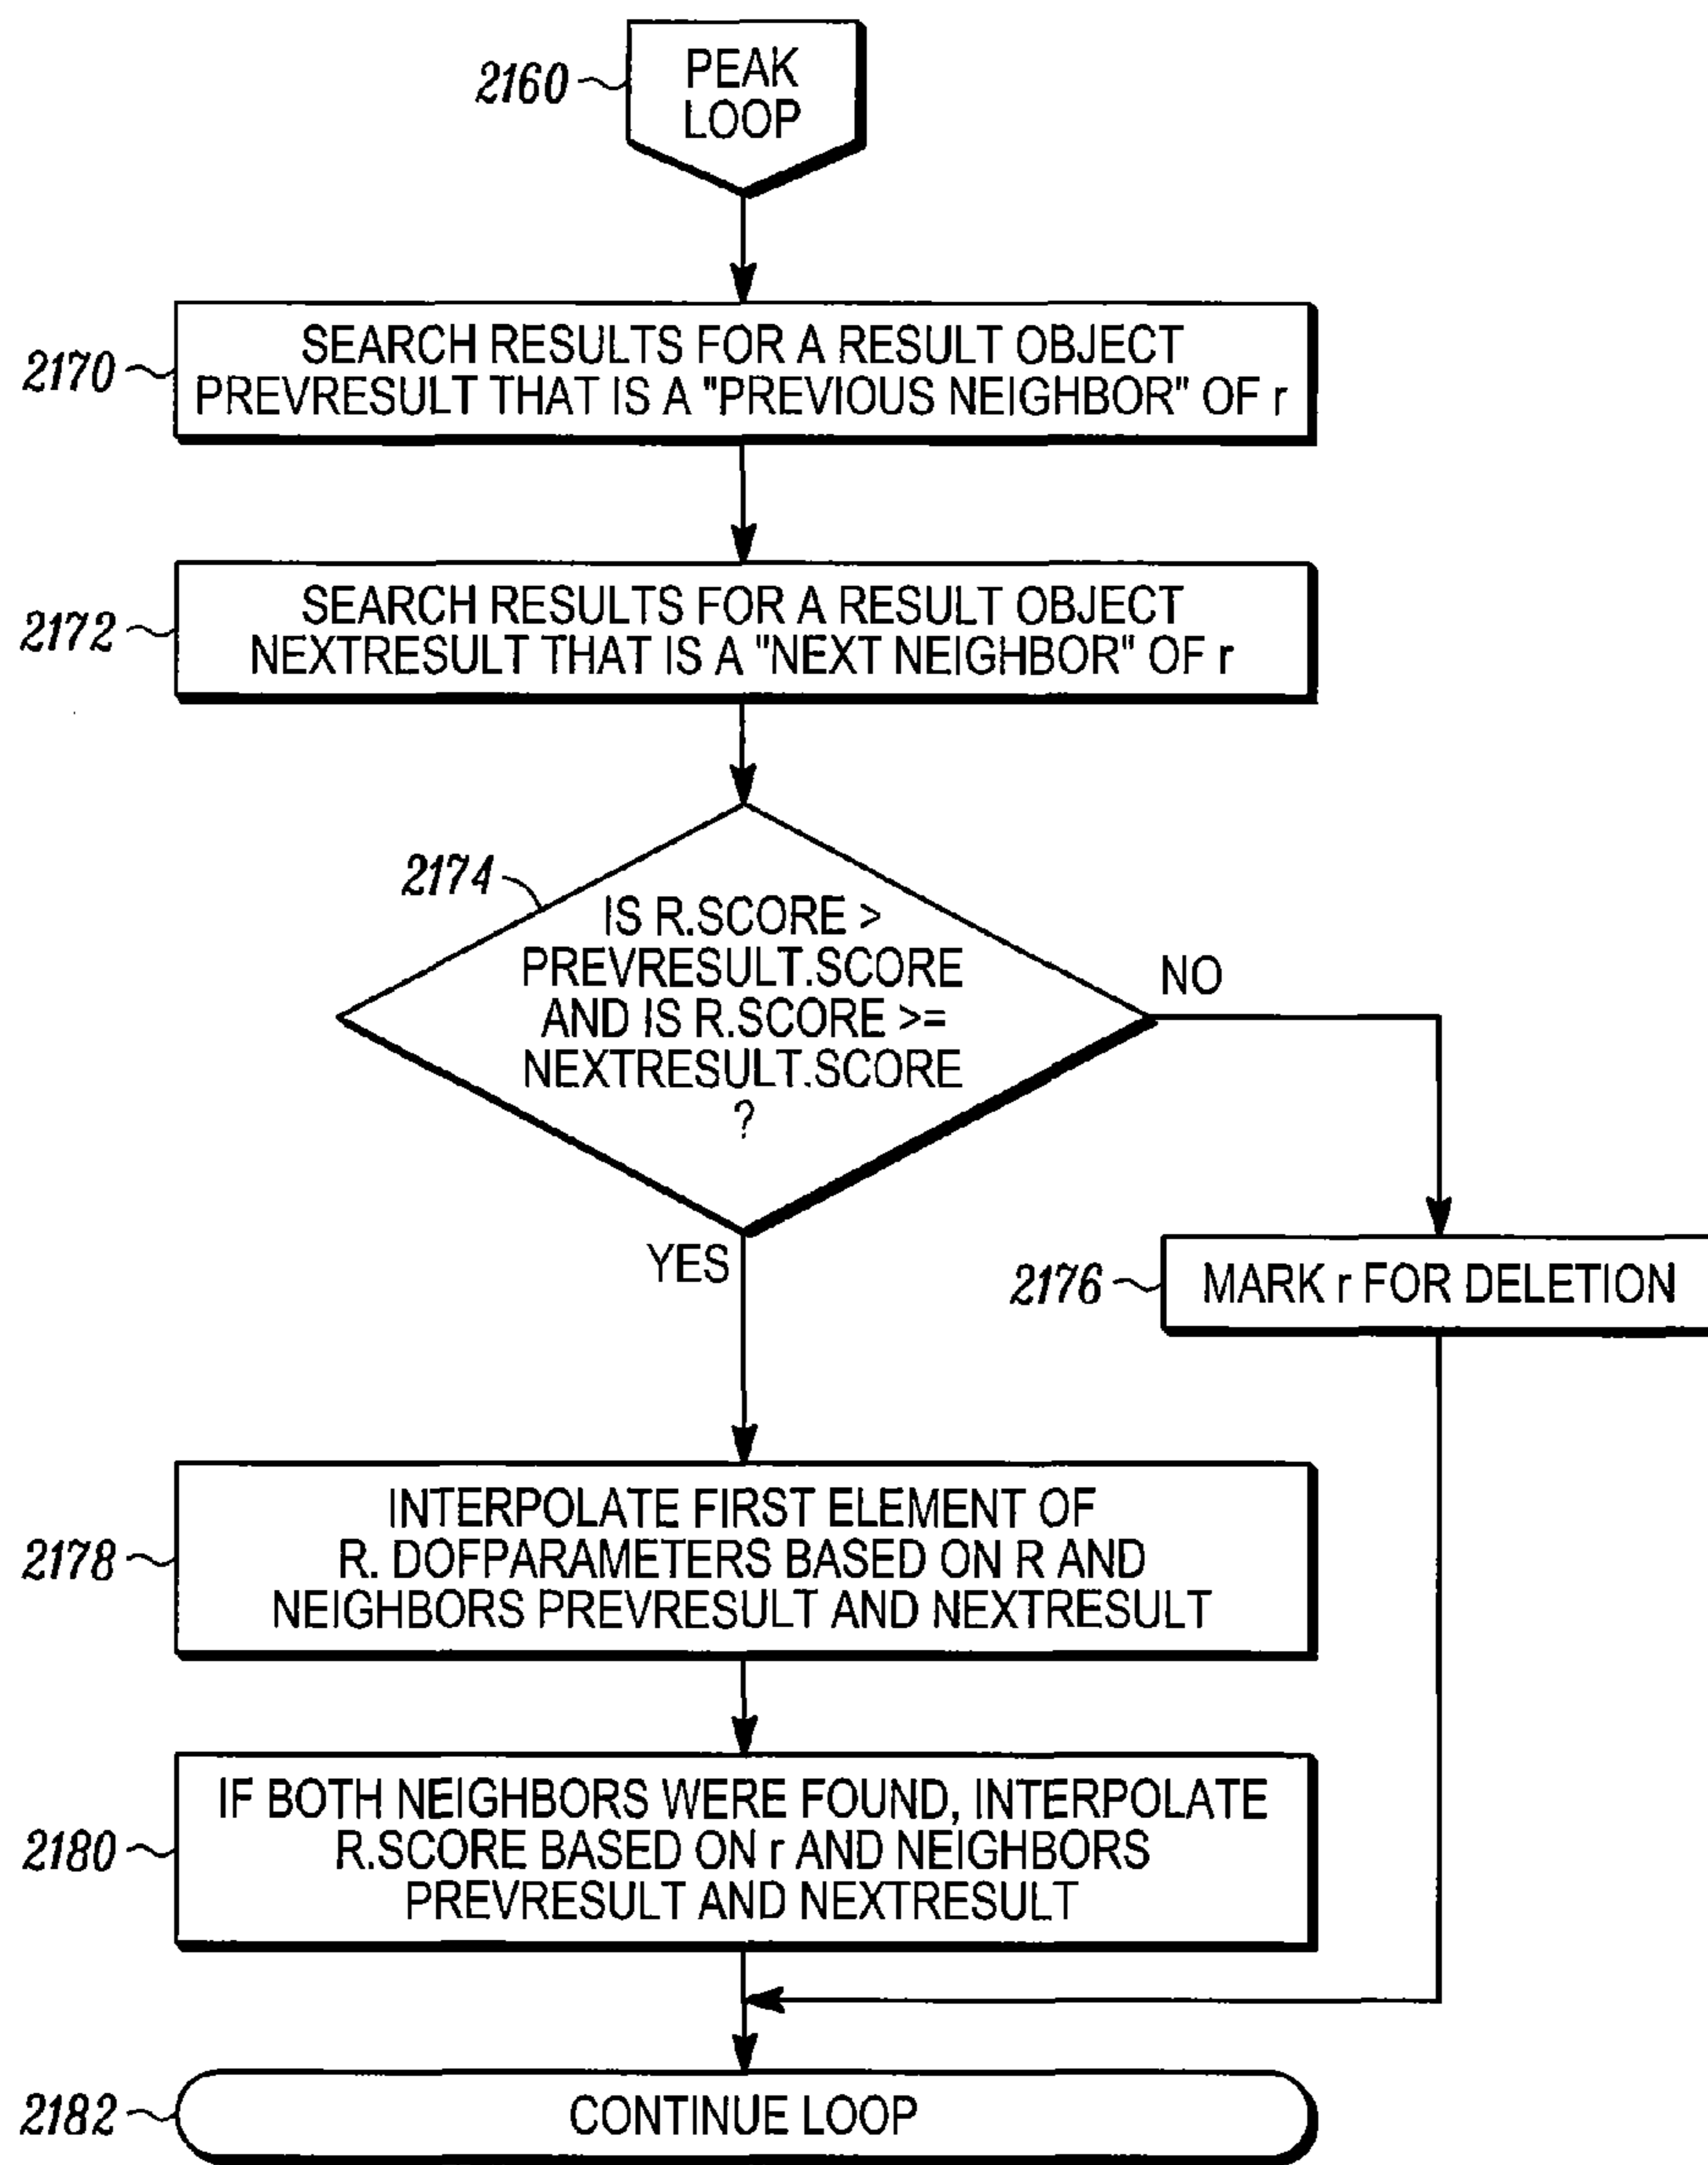 2160
PEAK
LOOP
2170
SEARCH RESULTS FOR A RESULT OBJECT
PREVRESULT THAT IS A "PREVIOUS NEIGHBOR" OF r
2172
SEARCH RESULTS FOR A RESULT OBJECT
NEXTRESULT THAT IS A "NEXT NEIGHBOR" OF r
2174
IS R.SCORE >
PREVRESULT.SCORE
AND IS R.SCORE >=
NEXTRESULT.SCORE
?
NO
YES
2176
MARK r FOR DELETION
2178
INTERPOLATE FIRST ELEMENT OF
R. DOFPARAMETERS BASED ON R AND
NEIGHBORS PREVRESULT AND NEXTRESULT
2180
IF BOTH NEIGHBORS WERE FOUND, INTERPOLATE
R.SCORE BASED ON r AND NEIGHBORS
PREVRESULT AND NEXTRESULT
2182
CONTINUE LOOP